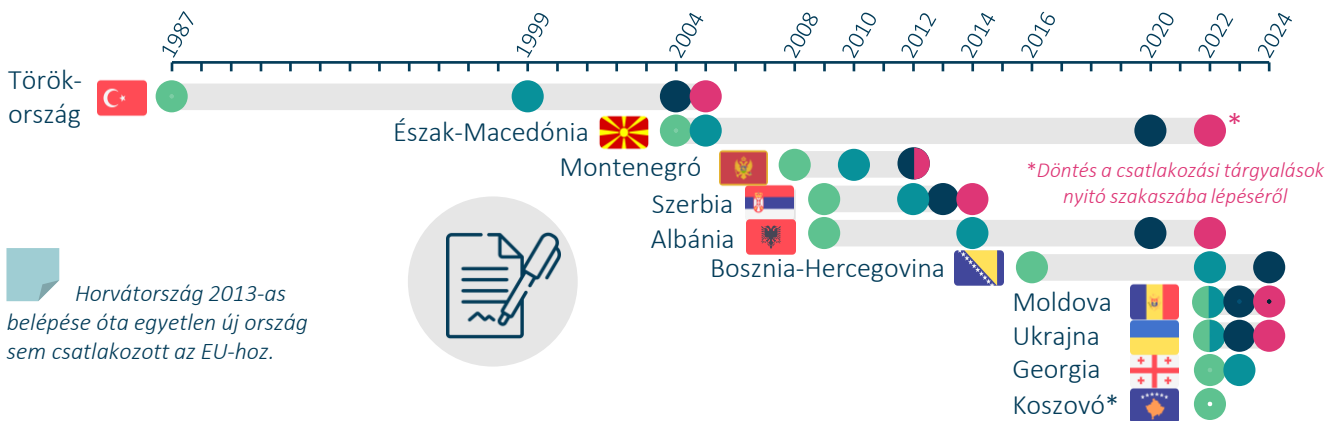 1987 1999 2004 2008 2010 2012 2014 2016 2020 2022 2024
Török-
ország
Észak-Macedónia
*
Montenegró
*Döntés a csatlakozási tárgyalások
nyitó szakaszába lépéséről
Szerbia
Albánia
Bosznia-Hercegovina
Moldova
Ukrajna
Georgia
Koszovó*
Horvátország 2013-as
belépése óta egyetlen új ország
sem csatlakozott az EU-hoz.